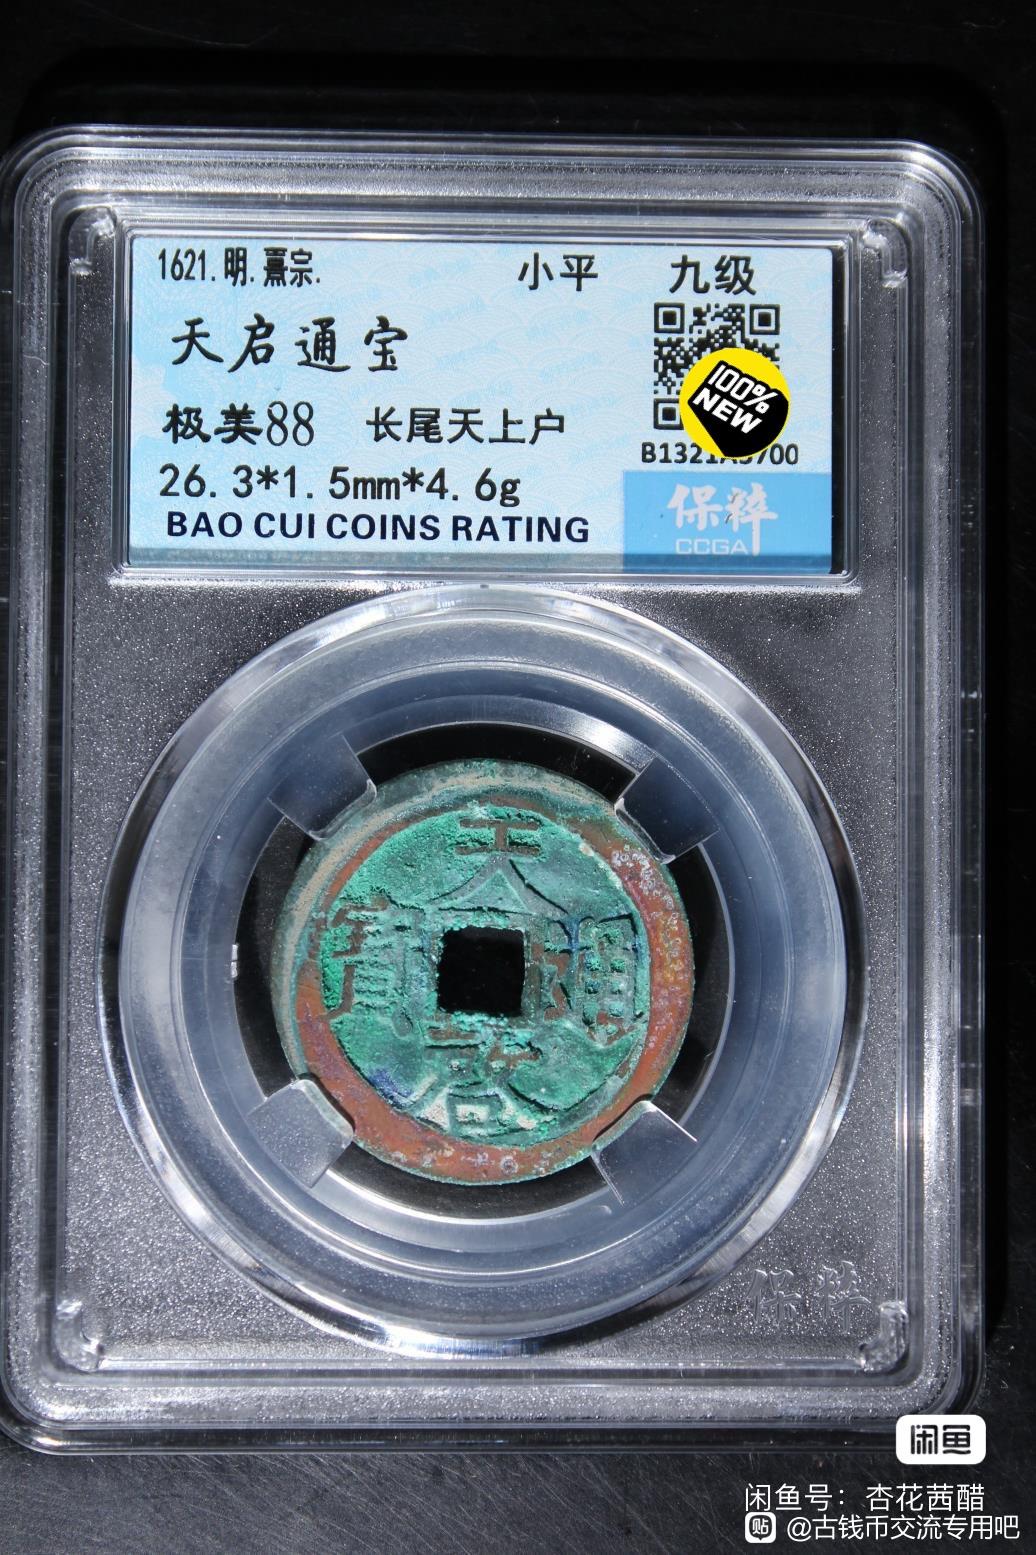 1621.明.熹宗.
小平
九级
天启通宝
100%
NEW
极美88 长尾天上户
26.3*1.5mm*4.6g
BAO CUI COINS RATING
保粹
CCGA
天
寶 通
啟
保粹
闲鱼
闲鱼号：杏花茜醋
贴 @古钱币交流专用吧